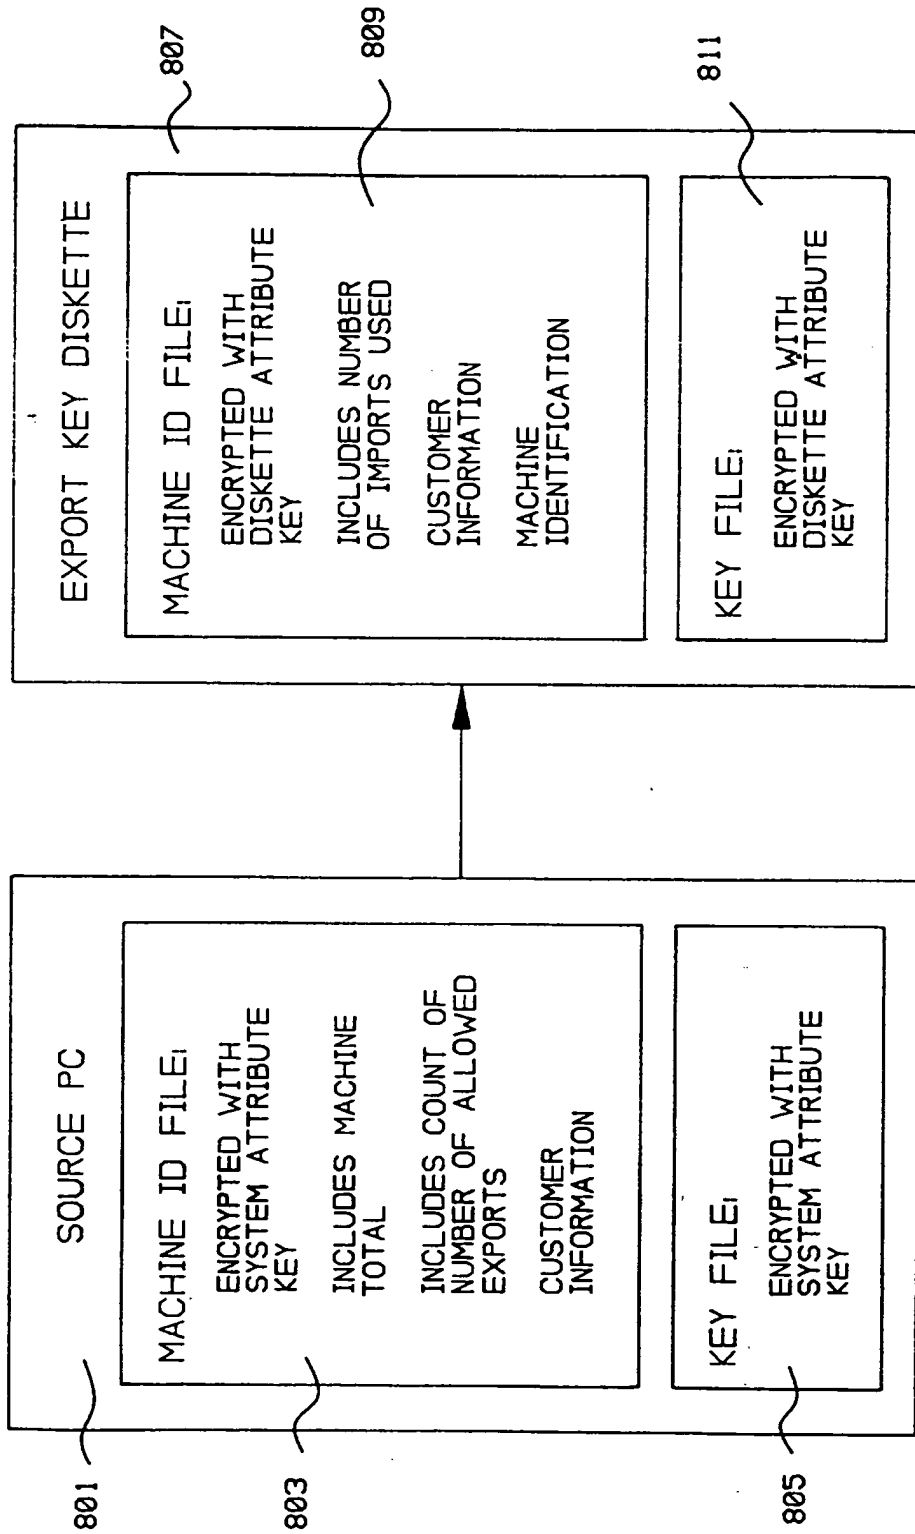 SOURCE PC
801
MACHINE ID FILE:
ENCRYPTED WITH
SYSTEM ATTRIBUTE
KEY
INCLUDES MACHINE
TOTAL
INCLUDES COUNT OF
NUMBER OF ALLOWED
EXPORTS
CUSTOMER
INFORMATION
803
KEY FILE:
ENCRYPTED WITH
SYSTEM ATTRIBUTE
KEY
805
EXPORT KEY DISKETTE
807
MACHINE ID FILE:
ENCRYPTED WITH
DISKETTE ATTRIBUTE
KEY
INCLUDES NUMBER
OF IMPORTS USED
CUSTOMER
INFORMATION
MACHINE
IDENTIFICATION
809
KEY FILE:
ENCRYPTED WITH
DISKETTE ATTRIBUTE
KEY
811